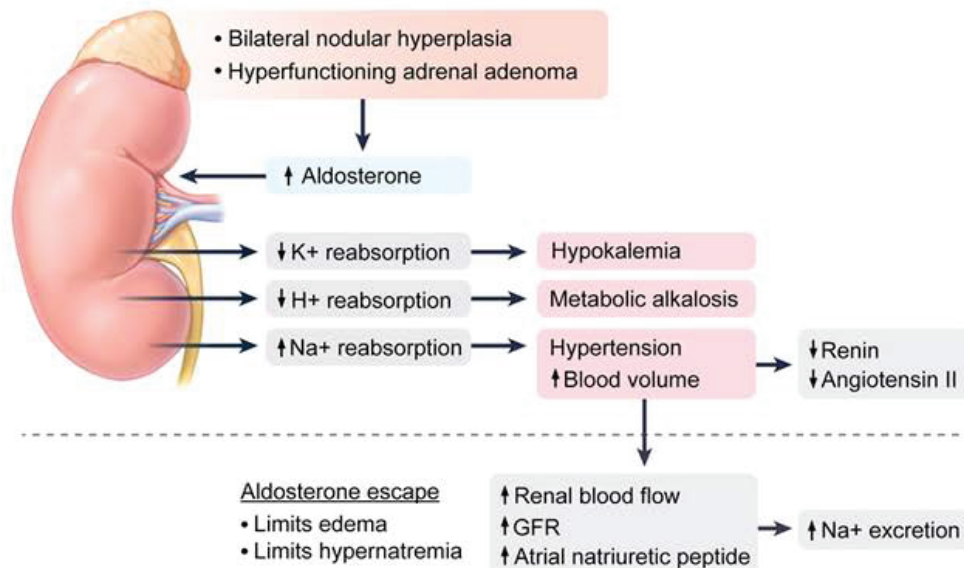 • Bilateral nodular hyperplasia
• Hyperfunctioning adrenal adenoma
↑ Aldosterone
↓ K+ reabsorption
Hypokalemia
↓ H+ reabsorption
Metabolic alkalosis
↑ Na+ reabsorption
Hypertension
↑ Blood volume
↓ Renin
↓ Angiotensin II
Aldosterone escape
• Limits edema
• Limits hypernatremia
↑ Renal blood flow
↑ GFR
↑ Atrial natriuretic peptide
↑ Na+ excretion